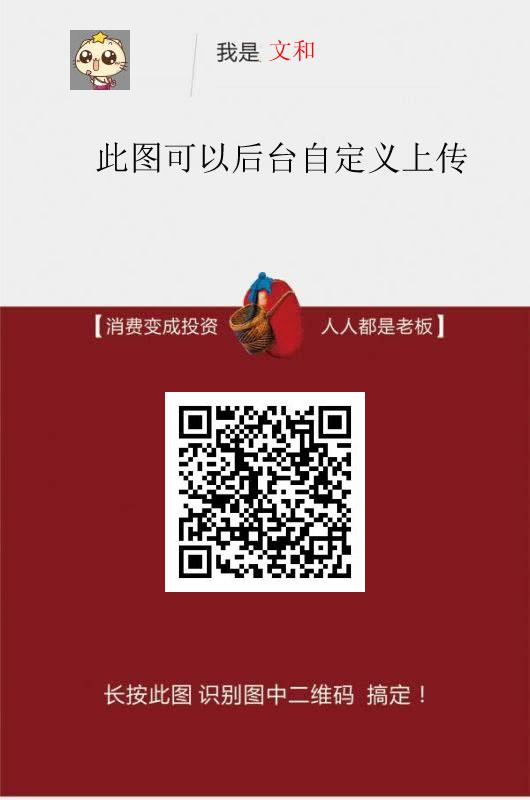 我是 文和
此图可以后台自定义上传
【消费变成投资 人人都是老板】
长按此图 识别图中二维码 搞定！